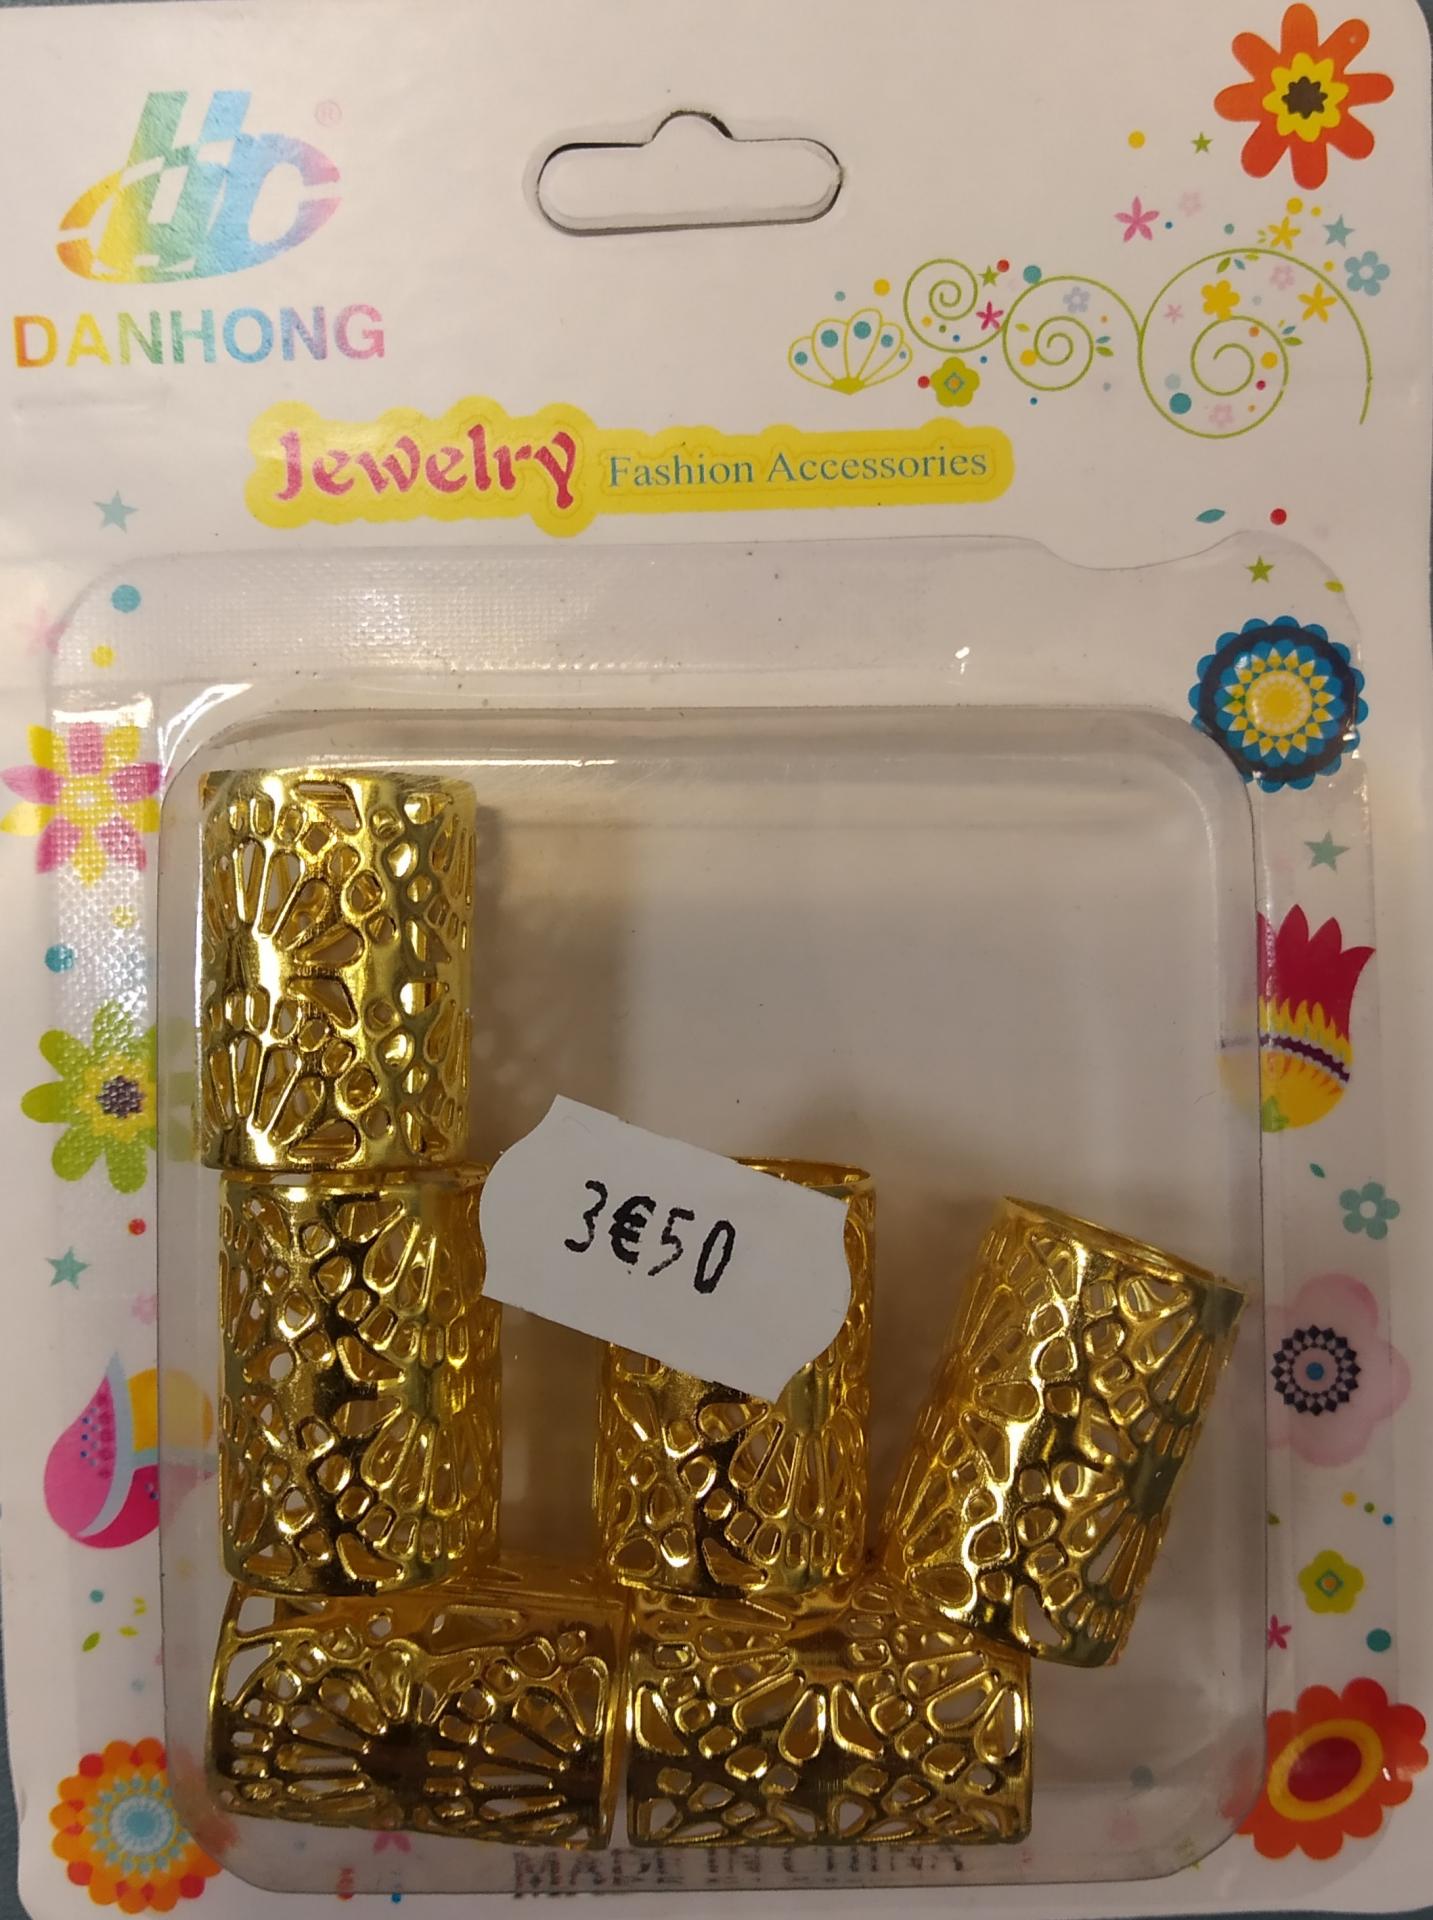 ®
DANHONG
Jewelry Fashion Accessories
3€50
MADE IN CHINA